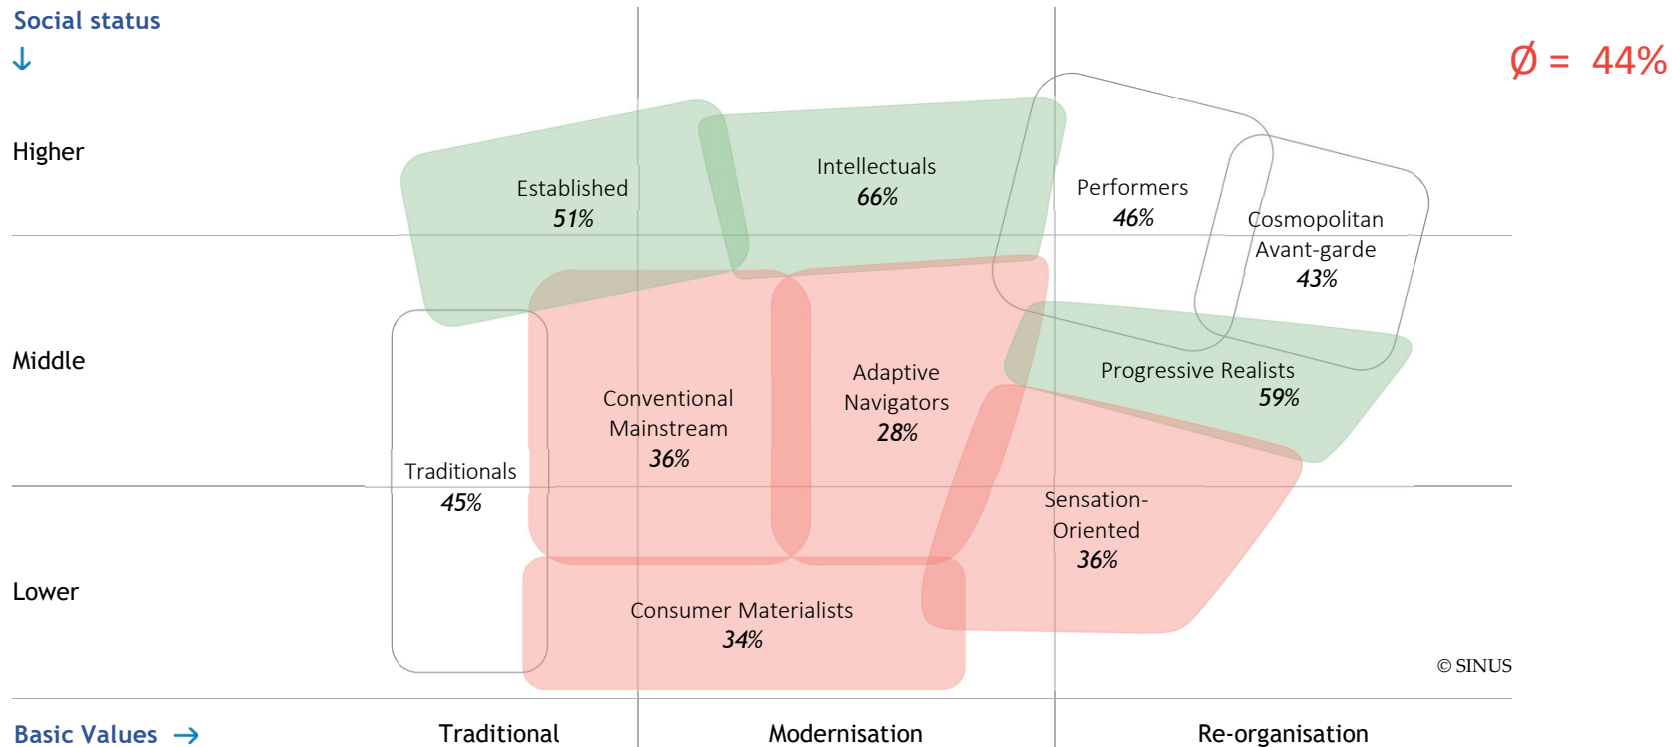 Social status
↓
Ø = 44%
Higher
Established
51%
Intellectuals
66%
Performers
46%
Cosmopolitan
Avant-garde
43%
Middle
Conventional
Mainstream
36%
Adaptive
Navigators
28%
Progressive Realists
59%
Traditionals
45%
Sensation-
Oriented
36%
Lower
Consumer Materialists
34%
© SINUS
Basic Values →
Traditional
Modernisation
Re-organisation